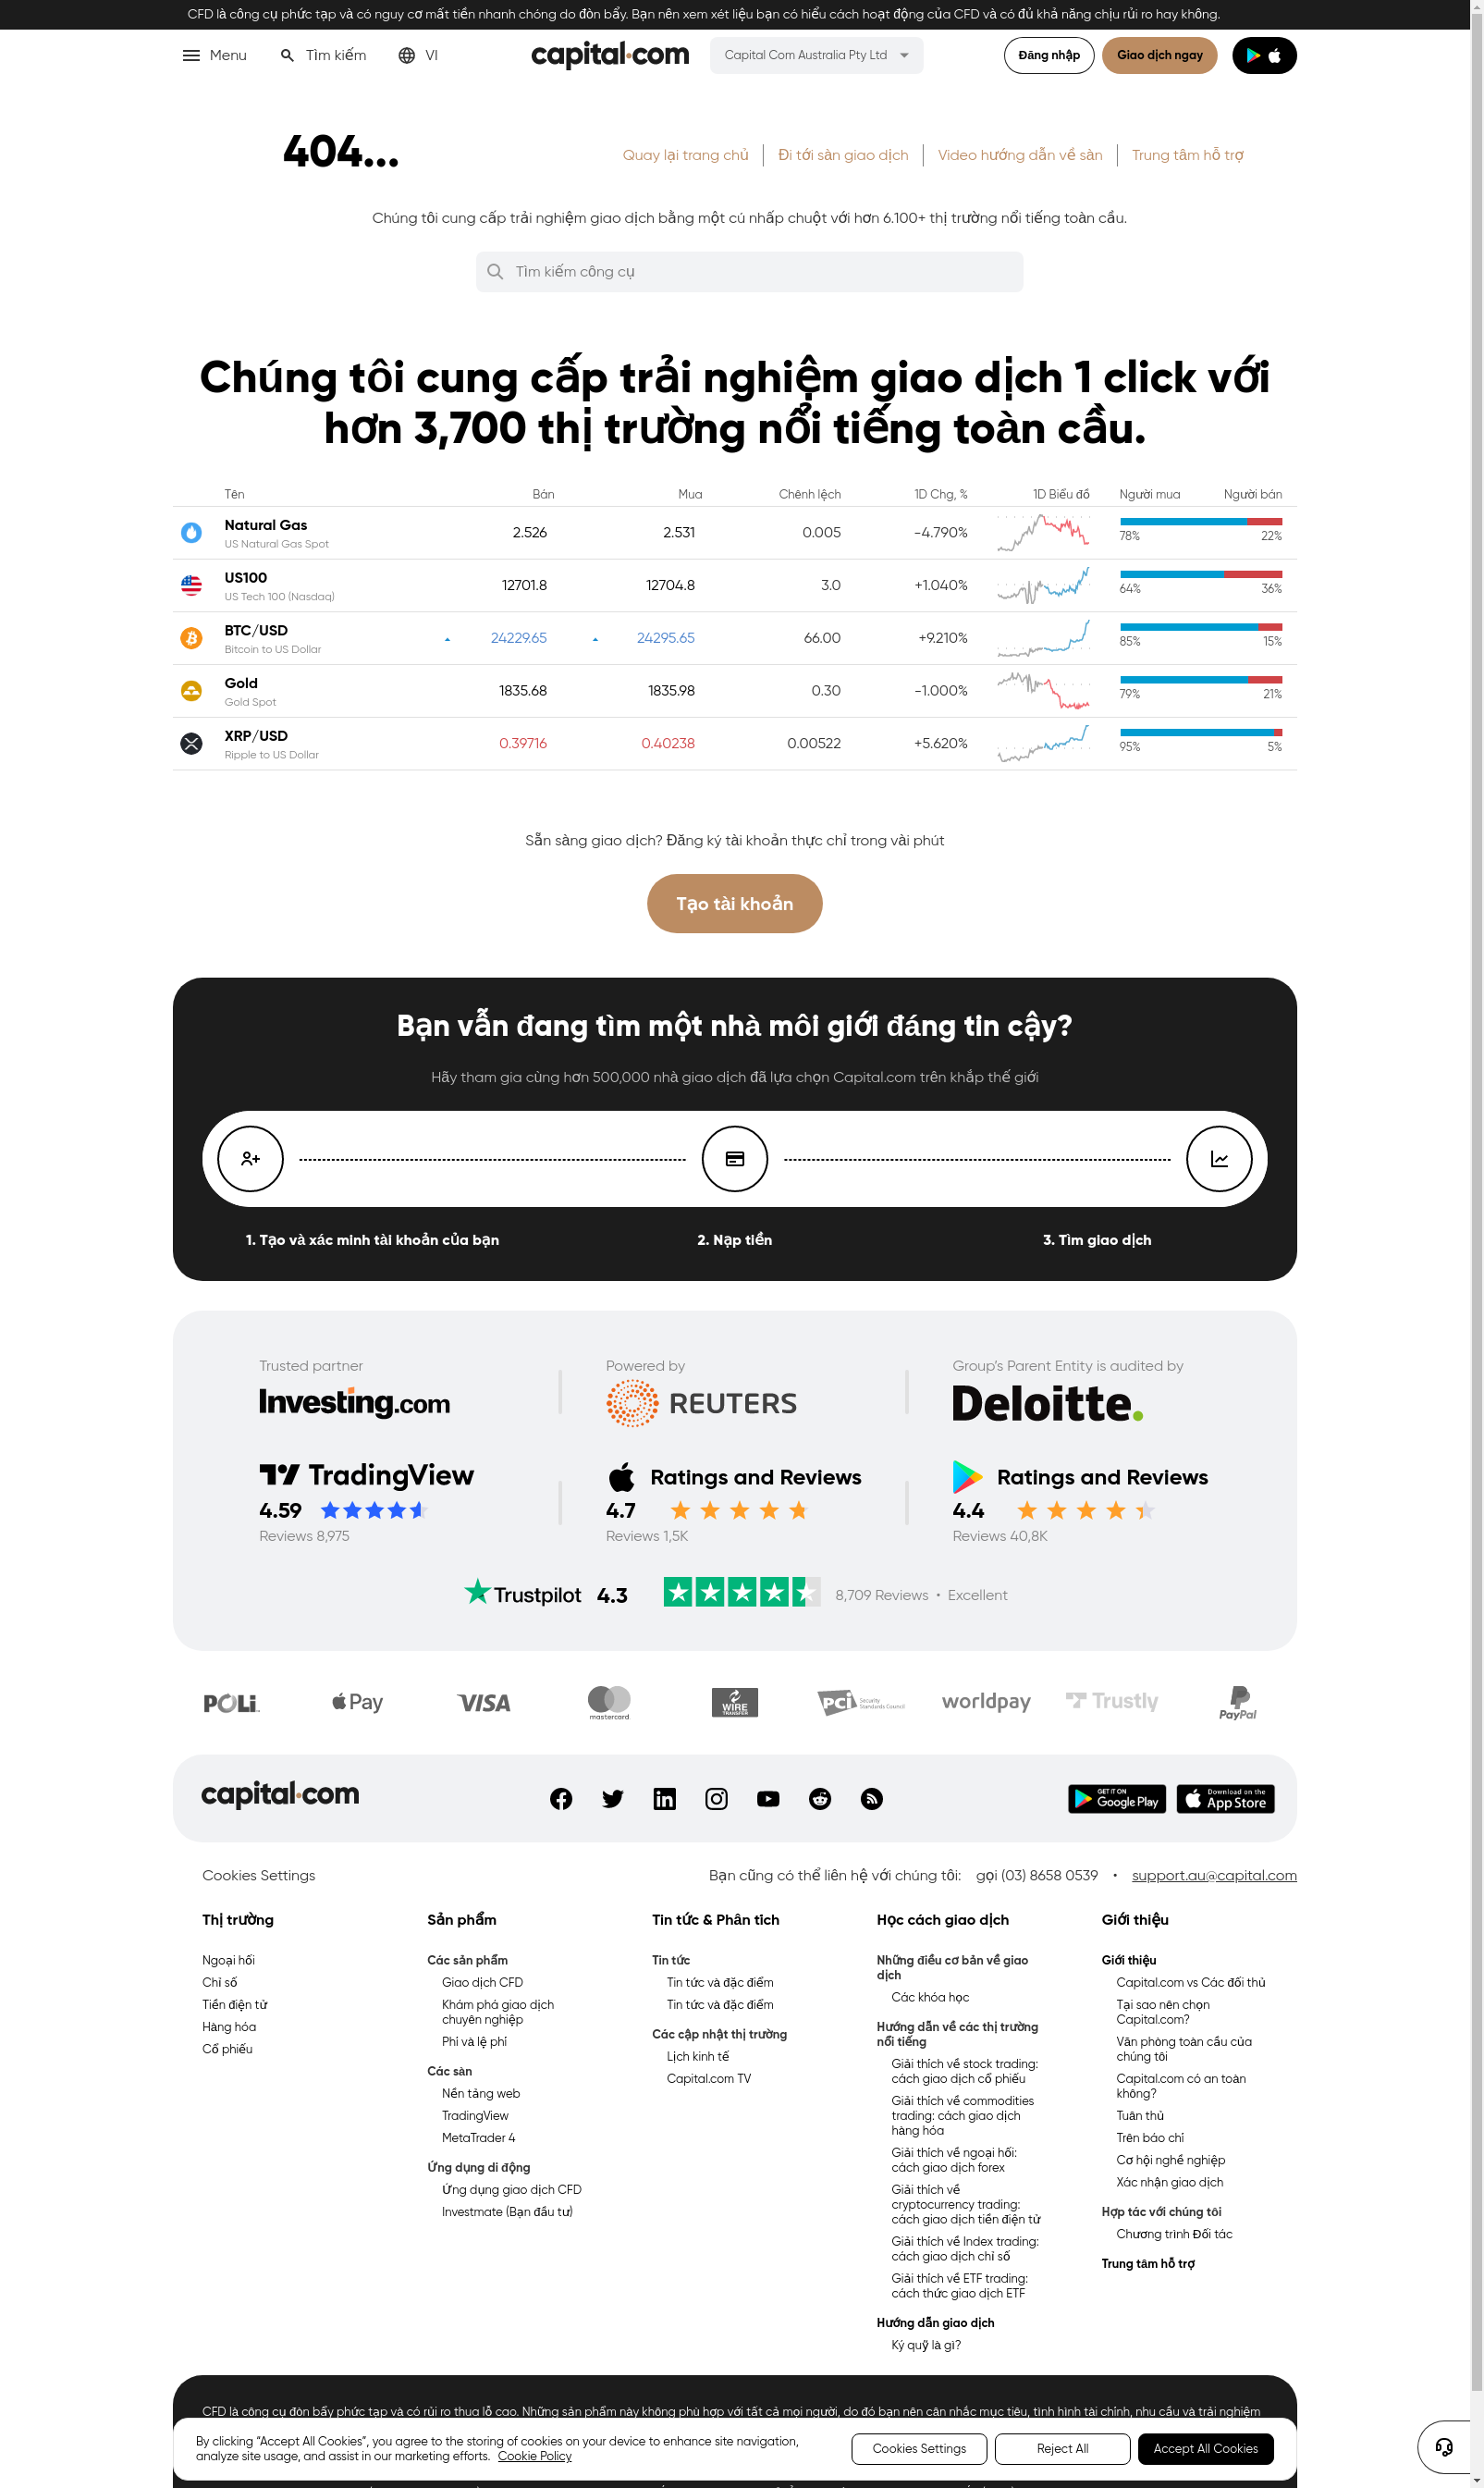 CFD là công cụ phức tạp và có nguy cơ mất tiền nhanh chóng do đòn bẩy. Bạn nên xem xét liệu bạn có hiểu cách hoạt động của CFD và có đủ khả năng chịu rủi ro hay không.
Menu Tìm kiếm VI capital.com Capital Com Australia Pty Ltd Đăng nhập Giao dịch ngay
404...
Quay lại trang chủ Đi tới sàn giao dịch Video hướng dẫn về sàn Trung tâm hỗ trợ
Chúng tôi cung cấp trải nghiệm giao dịch bằng một cú nhấp chuột với hơn 6.100+ thị trường nổi tiếng toàn cầu.
Tìm kiếm công cụ
Chúng tôi cung cấp trải nghiệm giao dịch 1 click với
hơn 3,700 thị trường nổi tiếng toàn cầu.
Tên Bán Mua Chênh lệch 1D Chg, % 1D Biểu đồ Người mua Người bán
Natural Gas 2.526 2.531 0.005 -4.790%
US Natural Gas Spot 78% 22%
US100 12701.8 12704.8 3.0 +1.040%
US Tech 100 (Nasdaq) 64% 36%
BTC/USD 24229.65 24295.65 66.00 +9.210%
Bitcoin to US Dollar 85% 15%
Gold 1835.68 1835.98 0.30 -1.000%
Gold Spot 79% 21%
XRP/USD 0.39716 0.40238 0.00522 +5.620%
Ripple to US Dollar 95% 5%
Sẵn sàng giao dịch? Đăng ký tài khoản thực chỉ trong vài phút
Tạo tài khoản
Bạn vẫn đang tìm một nhà môi giới đáng tin cậy?
Hãy tham gia cùng hơn 500,000 nhà giao dịch đã lựa chọn Capital.com trên khắp thế giới
1. Tạo và xác minh tài khoản của bạn 2. Nạp tiền 3. Tìm giao dịch
Trusted partner Powered by Group's Parent Entity is audited by
Investing.com REUTERS Deloitte.
TradingView Ratings and Reviews Ratings and Reviews
4.59 4.7 4.4
Reviews 8,975 Reviews 1,5K Reviews 40,8K
Trustpilot 4.3 8,709 Reviews • Excellent
POLi Pay VISA mastercard WIRE TRANSFER PCI Security Standards Council worldpay Trustly PayPal
capital.com GET IT ON Google Play Download on the App Store
Cookies Settings Bạn cũng có thể liên hệ với chúng tôi: gọi (03) 8658 0539 • support.au@capital.com
Thị trường
Ngoại hối
Chỉ số
Tiền điện tử
Hàng hóa
Cổ phiếu
Sản phẩm
Các sản phẩm
Giao dịch CFD
Khám phá giao dịch
chuyên nghiệp
Phí và lệ phí
Các sàn
Nền tảng web
TradingView
MetaTrader 4
Ứng dụng di động
Ứng dụng giao dịch CFD
Investmate (Bạn đầu tư)
Tin tức & Phân tích
Tin tức
Tin tức và đặc điểm
Tin tức và đặc điểm
Các cập nhật thị trường
Lịch kinh tế
Capital.com TV
Học cách giao dịch
Những điều cơ bản về giao
dịch
Các khóa học
Hướng dẫn về các thị trường
nổi tiếng
Giải thích về stock trading:
cách giao dịch cổ phiếu
Giải thích về commodities
trading: cách giao dịch
hàng hóa
Giải thích về ngoại hối:
cách giao dịch forex
Giải thích về
cryptocurrency trading:
cách giao dịch tiền điện tử
Giải thích về Index trading:
cách giao dịch chỉ số
Giải thích về ETF trading:
cách thức giao dịch ETF
Hướng dẫn giao dịch
Ký quỹ là gì?
Giới thiệu
Giới thiệu
Capital.com vs Các đối thủ
Tại sao nên chọn
Capital.com?
Văn phòng toàn cầu của
chúng tôi
Capital.com có an toàn
không?
Tuân thủ
Trên báo chí
Cơ hội nghề nghiệp
Xác nhận giao dịch
Hợp tác với chúng tôi
Chương trình Đối tác
Trung tâm hỗ trợ
CFD là công cụ đòn bẩy phức tạp và có rủi ro thua lỗ cao. Những sản phẩm này không phù hợp với tất cả mọi người, do đó bạn nên cân nhắc mục tiêu, tình hình tài chính, nhu cầu và trải nghiệm
By clicking “Accept All Cookies”, you agree to the storing of cookies on your device to enhance site navigation,
analyze site usage, and assist in our marketing efforts. Cookie Policy
Cookies Settings Reject All Accept All Cookies